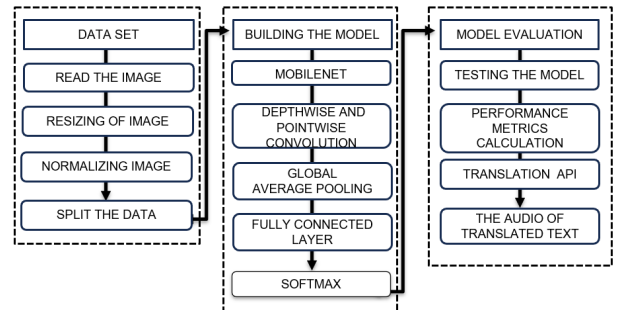 DATA SET
READ THE IMAGE
RESIZING OF IMAGE
NORMALIZING IMAGE
SPLIT THE DATA
BUILDING THE MODEL
MOBILENET
DEPTHWISE AND
POINTWISE
CONVOLUTION
GLOBAL
AVERAGE POOLING
FULLY CONNECTED
LAYER
SOFTMAX
MODEL EVALUATION
TESTING THE MODEL
PERFORMANCE
METRICS
CALCULATION
TRANSLATION API
THE AUDIO OF
TRANSLATED TEXT